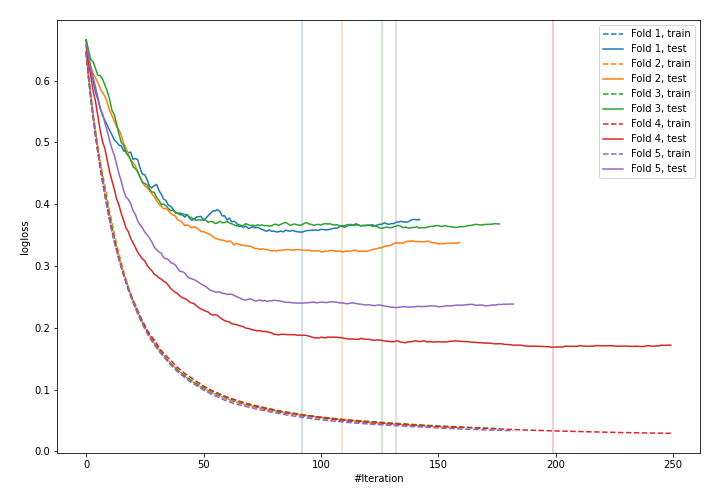 Fold 1, train
Fold 1, test
Fold 2, train
Fold 2, test
Fold 3, train
Fold 3, test
Fold 4, train
Fold 4, test
Fold 5, train
Fold 5, test
0.6
0.5
0.4
0.3
0.2
0.1
0.0
logloss
0 50 100 150 200 250
#Iteration